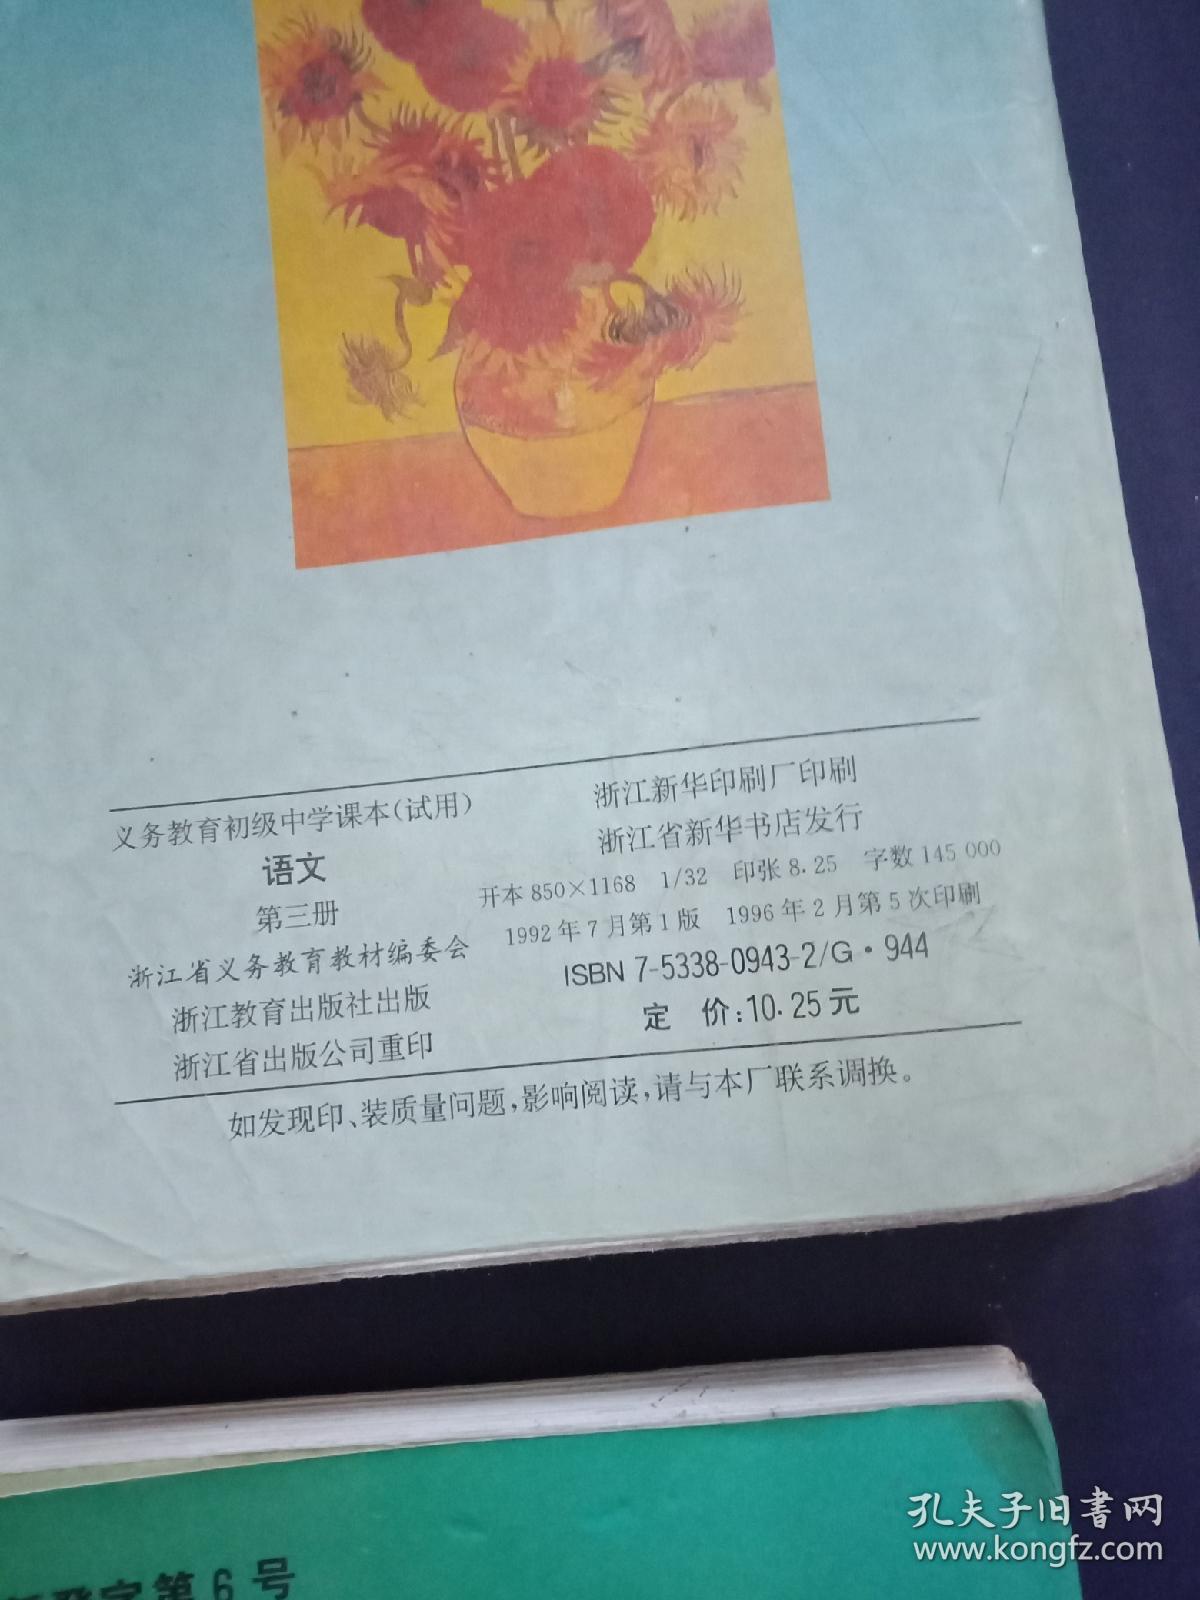 义务教育初级中学课本(试用)
语文
第三册
浙江省义务教育教材编委会
浙江教育出版社出版
浙江省出版公司重印
浙江新华印刷厂印刷
浙江省新华书店发行
开本 850×1168 1/32 印张 8.25 字数 145 000
1992 年 7 月第 1 版 1996 年 2 月第 5 次印刷
ISBN 7-5338-0943-2/G·944
定 价:10.25元
如发现印、装质量问题,影响阅读,请与本厂联系调换。
登字第6号
孔夫子旧书网
www.kongfz.com